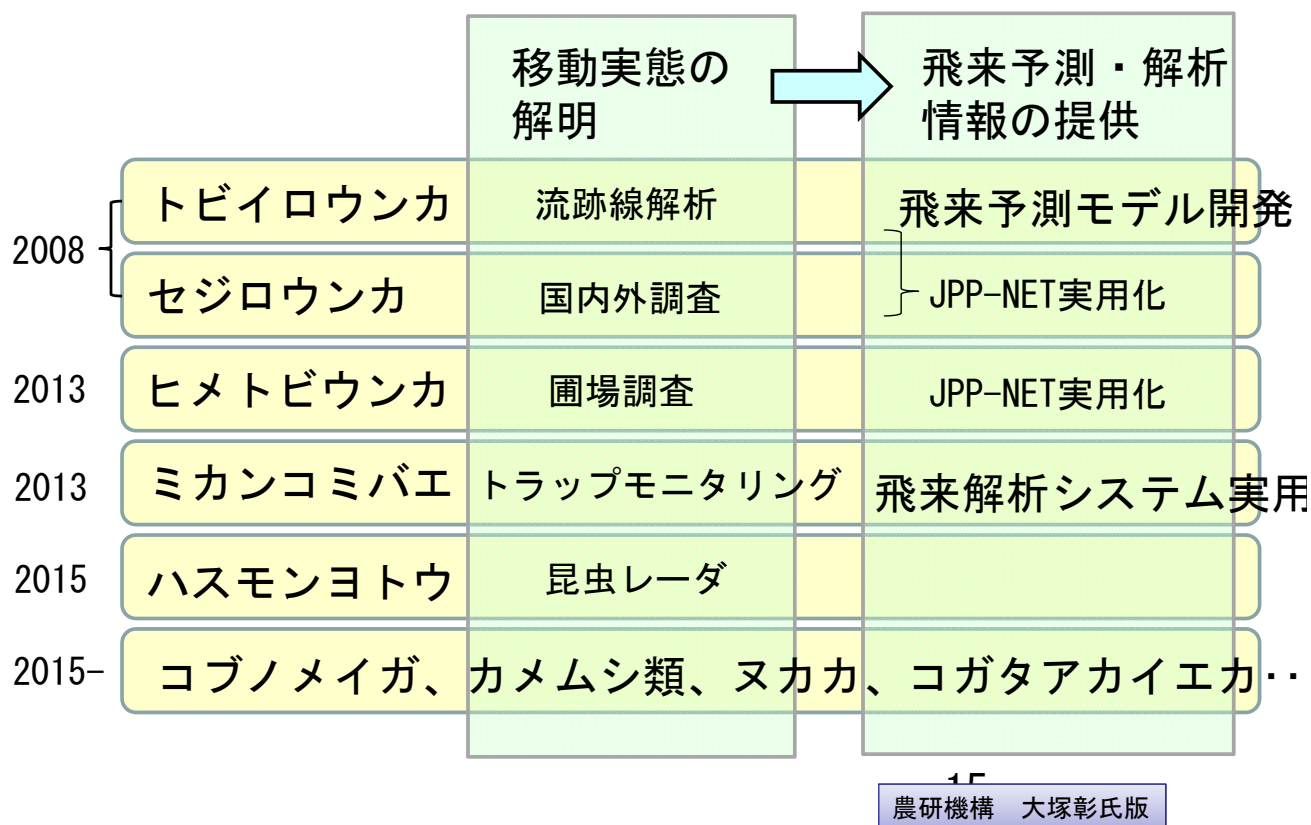 移動実態の
解明
飛来予測・解析
情報の提供
2008
トビイロウンカ 流跡線解析 飛来予測モデル開発
セジロウンカ 国内外調査 JPP-NET実用化
2013 ヒメトビウンカ 圃場調査 JPP-NET実用化
2013 ミカンコミバエ トラップモニタリング 飛来解析システム実用
2015 ハスモンヨトウ 昆虫レーダ
2015- コブノメイガ、カメムシ類、ヌカカ、コガタアカイエカ‥
15
農研機構 大塚彰氏版